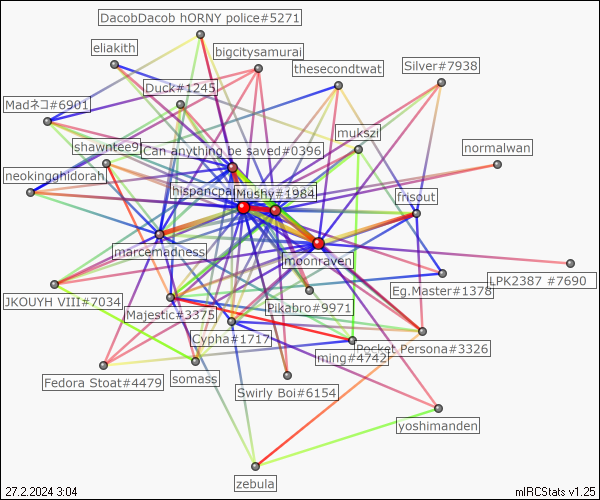 DacobDacob hORNY police#5271
eliakith
bigcitysamurai
thesecondtwat
Silver#7938
Duck#1245
Madネコ#6901
mukszi
shawntee9
Can anything be saved#0396
normalwan
neokingghidorah
hispancpa
Mushy#1984
frisout
marcemadness
moonraven
LPK2387 #7690
Eg.Master#1378
JKOUYH VIII#7034
Majestic#3375
Pikabro#9971
Cypha#1717
Pocket Persona#3326
ming#4742
Fedora Stoat#4479
somass
Swirly Boi#6154
yoshimanden
zebula
27.2.2024 3:04
mIRCStats v1.25